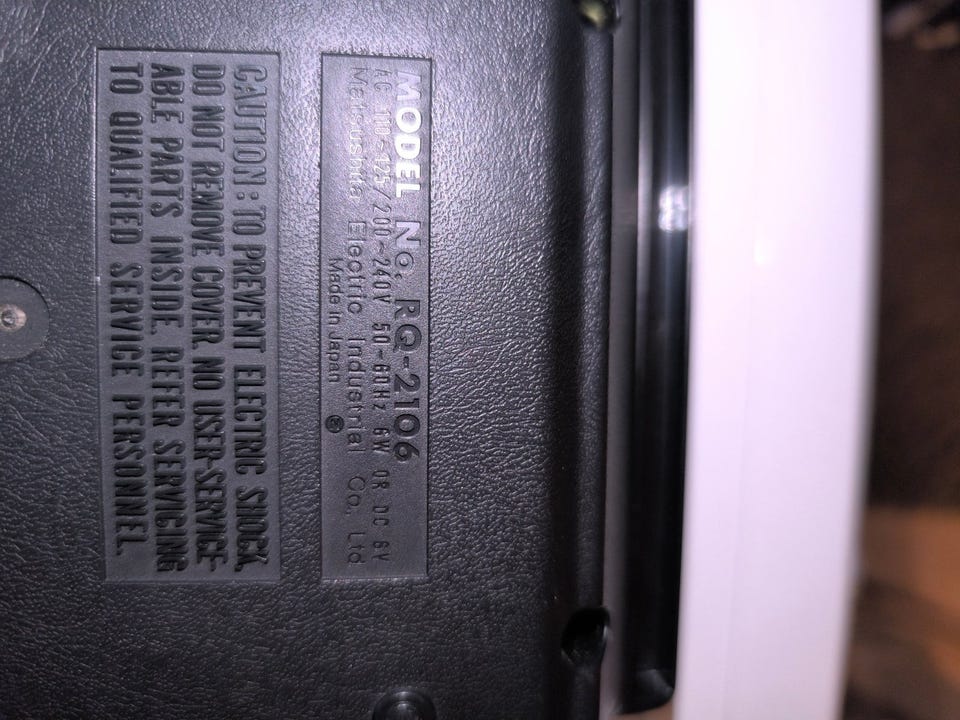 MODEL No. RQ-2106
AC 100~125/200~240V 50-60Hz 6W OR DC 6V
Matsushita Electric Industrial Co., Ltd
Made in Japan
CAUTION: TO PREVENT ELECTRIC SHOCK,
DO NOT REMOVE COVER. NO USER-SERVICE-
ABLE PARTS INSIDE. REFER SERVICING
TO QUALIFIED SERVICE PERSONNEL.